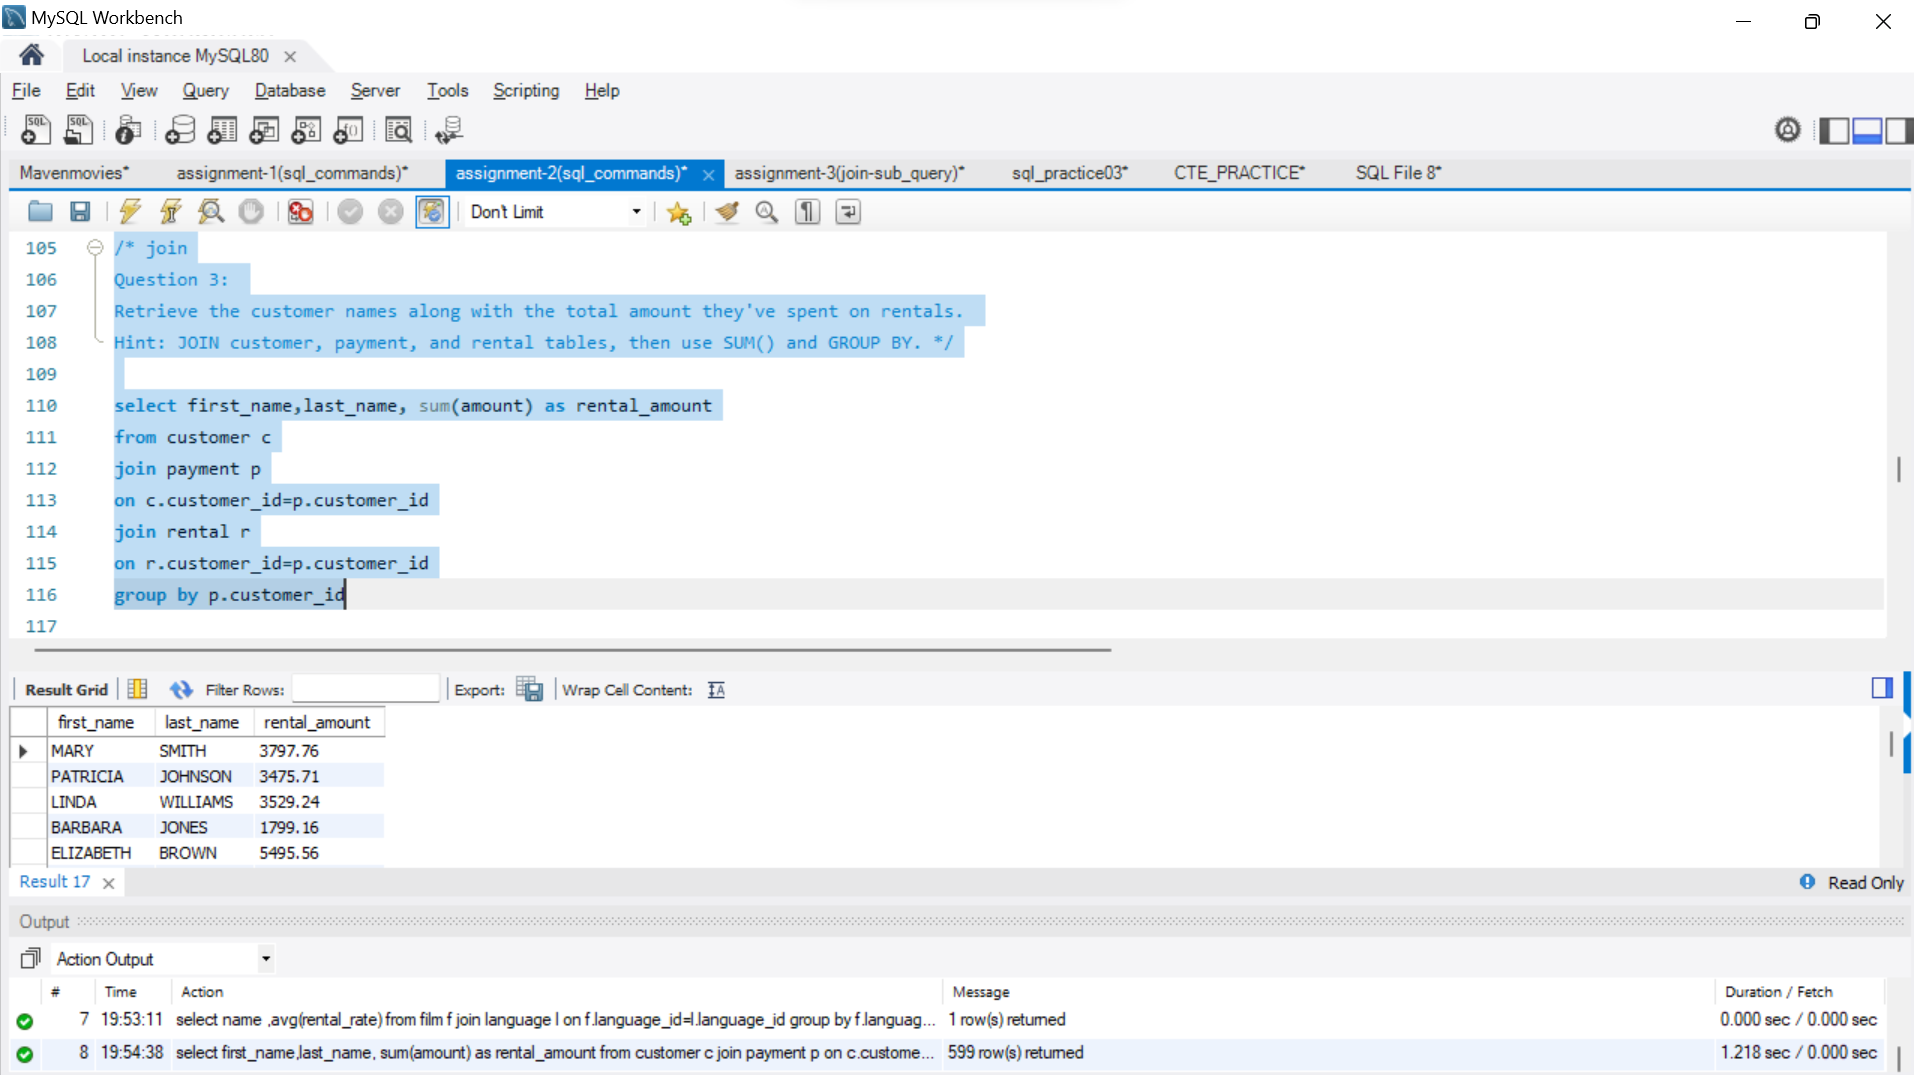 MySQL Workbench
Local instance MySQL80
File Edit View Query Database Server Tools Scripting Help
Mavenmovies* assignment-1(sql_commands)* assignment-2(sql_commands)* assignment-3(join-sub_query)* sql_practice03* CTE_PRACTICE* SQL File 8*
Don't Limit
105 /* join
106 Question 3:
107 Retrieve the customer names along with the total amount they've spent on rentals.
108 Hint: JOIN customer, payment, and rental tables, then use SUM() and GROUP BY. */
109
110 select first_name,last_name, sum(amount) as rental_amount
111 from customer c
112 join payment p
113 on c.customer_id=p.customer_id
114 join rental r
115 on r.customer_id=p.customer_id
116 group by p.customer_id
117
Result Grid Filter Rows: Export: Wrap Cell Content:
first_name last_name rental_amount
MARY SMITH 3797.76
PATRICIA JOHNSON 3475.71
LINDA WILLIAMS 3529.24
BARBARA JONES 1799.16
ELIZABETH BROWN 5495.56
Result 17 Read Only
Output
Action Output
# Time Action Message Duration / Fetch
7 19:53:11 select name ,avg(rental_rate) from film f join language l on f.language_id=l.language_id group by f.languag... 1 row(s) returned 0.000 sec / 0.000 sec
8 19:54:38 select first_name,last_name, sum(amount) as rental_amount from customer c join payment p on c.custome... 599 row(s) returned 1.218 sec / 0.000 sec